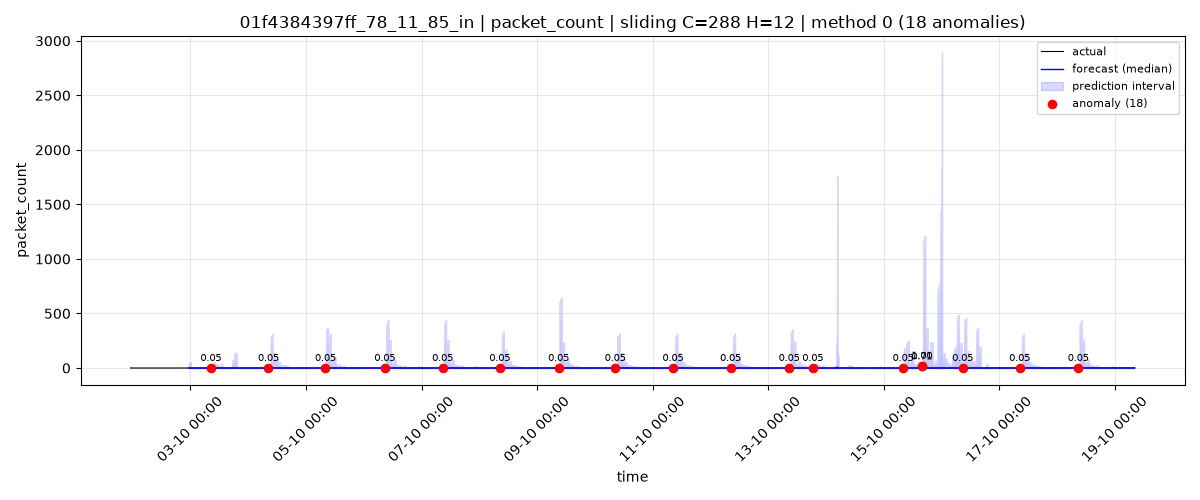 01f4384397ff_78_11_85_in | packet_count | sliding C=288 H=12 | method 0 (18 anomalies)
packet_count
3000
2500
2000
1500
1000
500
0
actual
forecast (median)
prediction interval
anomaly (18)
0.05 0.05 0.05 0.05 0.05 0.05 0.05 0.05 0.05 0.05 0.05 0.05 0.05 0.05 0.05 0.05
03-10 00:00
05-10 00:00
07-10 00:00
09-10 00:00
11-10 00:00
13-10 00:00
15-10 00:00
17-10 00:00
19-10 00:00
time